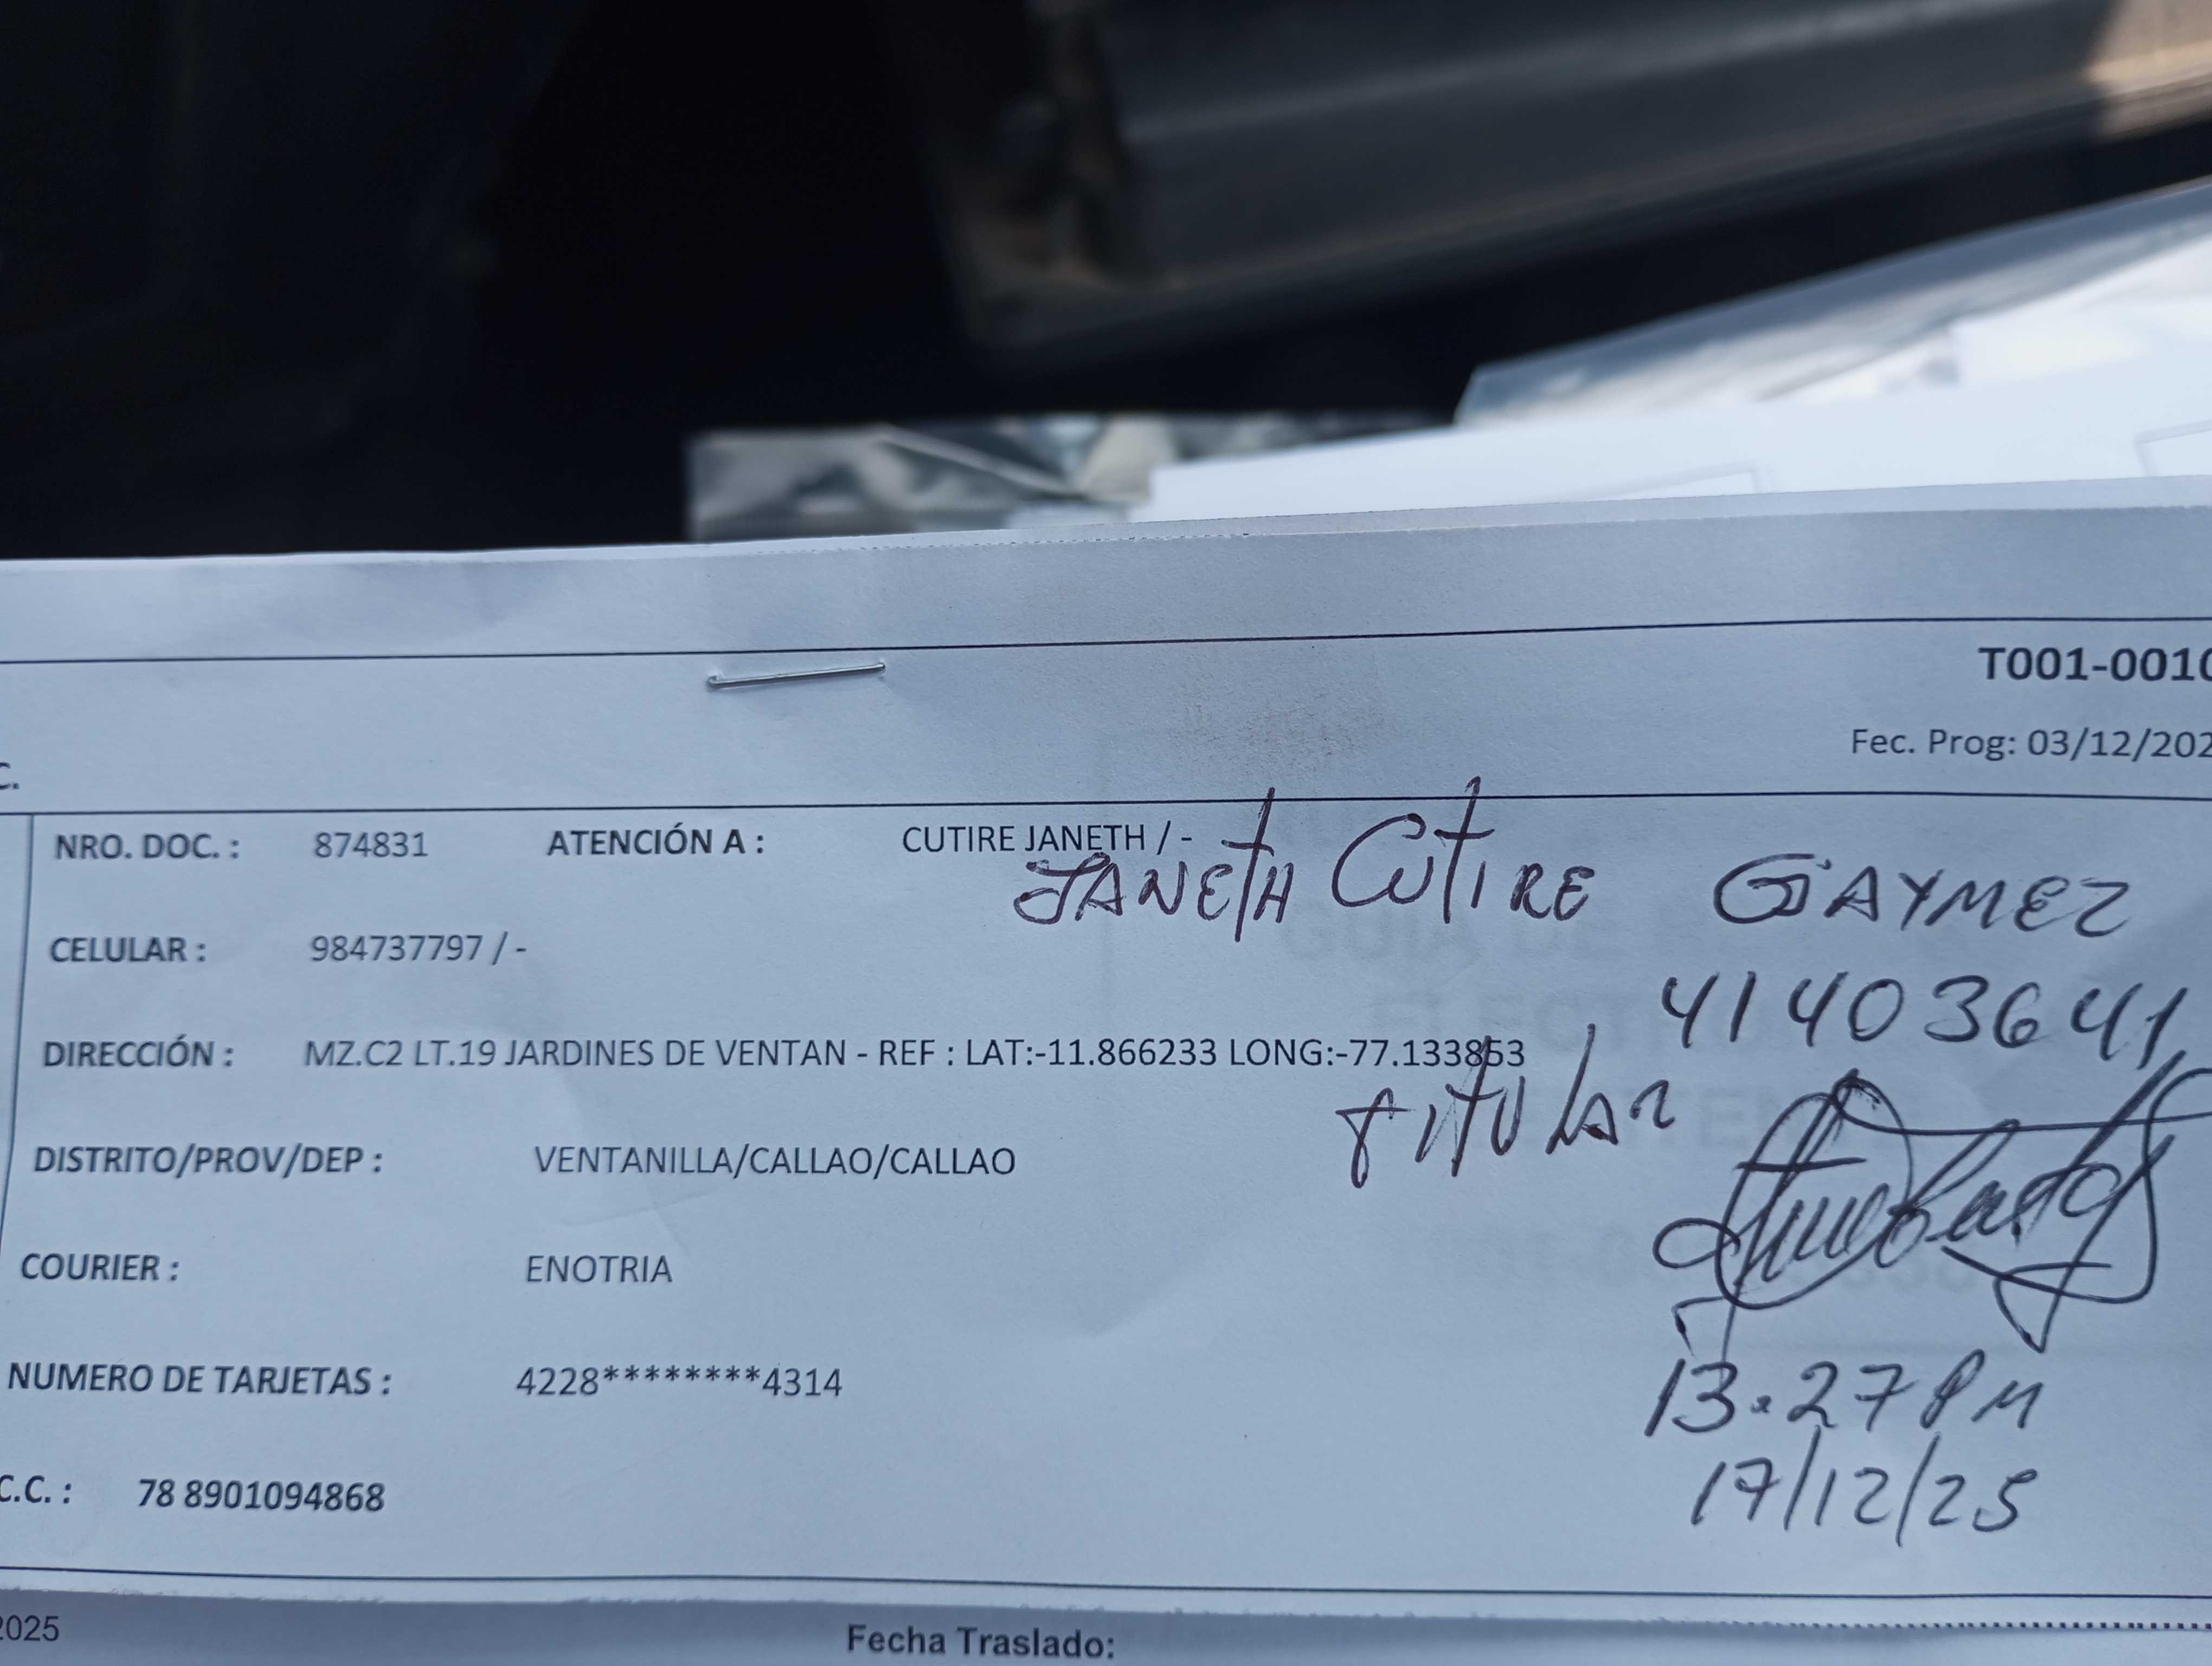 T001-0010
Fec. Prog: 03/12/202
C.
NRO. DOC. : 874831 ATENCIÓN A : CUTIRE JANETH / -
JANETH CUTIRE GAYMEZ
CELULAR : 984737797 / -
41403641
DIRECCIÓN : MZ.C2 LT.19 JARDINES DE VENTAN - REF : LAT:-11.866233 LONG:-77.133853
TITULAR
DISTRITO/PROV/DEP : VENTANILLA/CALLAO/CALLAO
COURIER : ENOTRIA
NUMERO DE TARJETAS : 4228********4314
13.27 PM
C.C. : 78 8901094868
17/12/25
2025
Fecha Traslado: